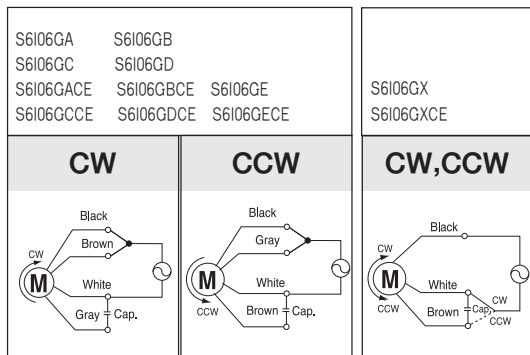 S6I06GA S6I06GB
S6I06GC S6I06GD
S6I06GACE S6I06GBCE S6I06GE
S6I06GCCE S6I06GDCE S6I06GECE
S6I06GX
S6I06GXCE
CW
CCW
CW,CCW
Black
CW
Brown
M
White
Gray
Cap.
Black
Gray
M
White
CCW
Brown
Cap.
Black
CW
M
White
CW
CCW
Brown
Cap.
CCW